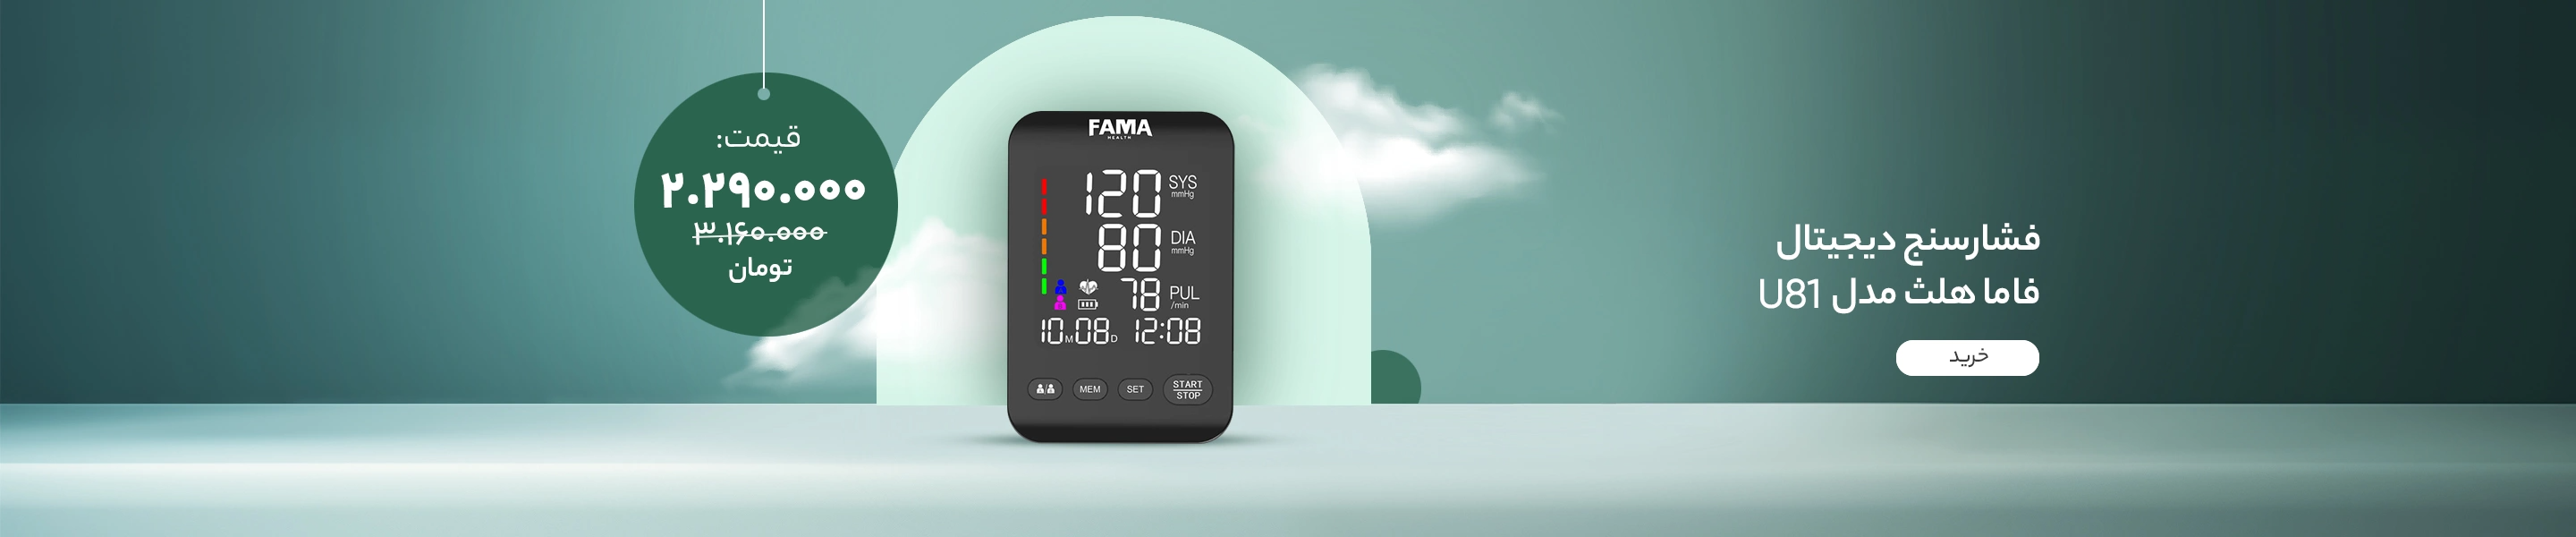 قیمت:
۲.۲۹۰.۰۰۰
۳.۱۶۰.۰۰۰
تومان
FAMA
HEALTH
120 SYS
mmHg
80 DIA
mmHg
78 PUL
/min
10M08D 12:08
MEM
SET
START
STOP
فشارسنج دیجیتال
فاما هلث مدل U81
خرید